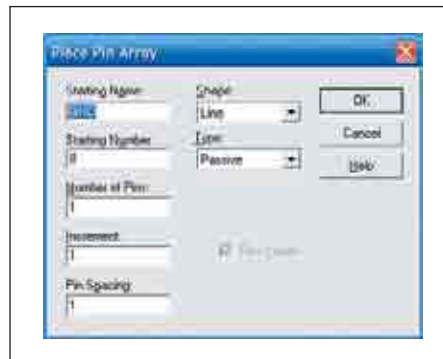 Place Pin Array
Starting Name:
Shape:
Line
OK
Starting Number:
0
Type:
Passive
Cancel
Help
Number of Pins:
1
Increment:
1
Pin Spacing:
1